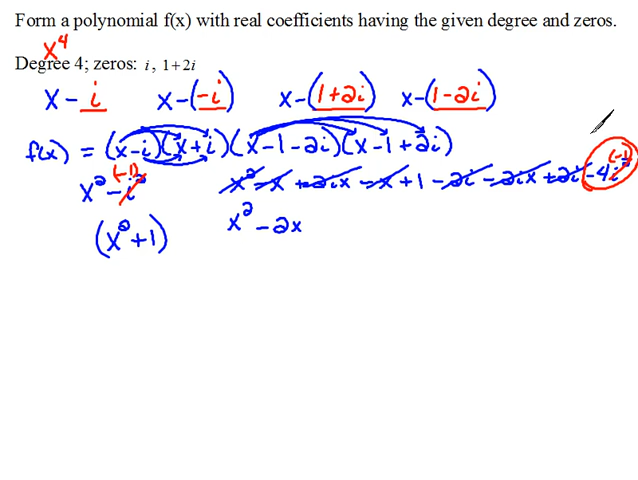 Form a polynomial f(x) with real coefficients having the given degree and zeros.
x⁴
Degree 4; zeros: i, 1+2i
x - i x - (-i) x - (1+2i) x - (1-2i)
f(x) = (x-i)(x+i)(x-1-2i)(x-1+2i)
(-1) (-1)
x² - i² x² - x + 2ix - x + 1 - 2i - 2ix + 2i - 4i²
(x²+1) x² - 2x